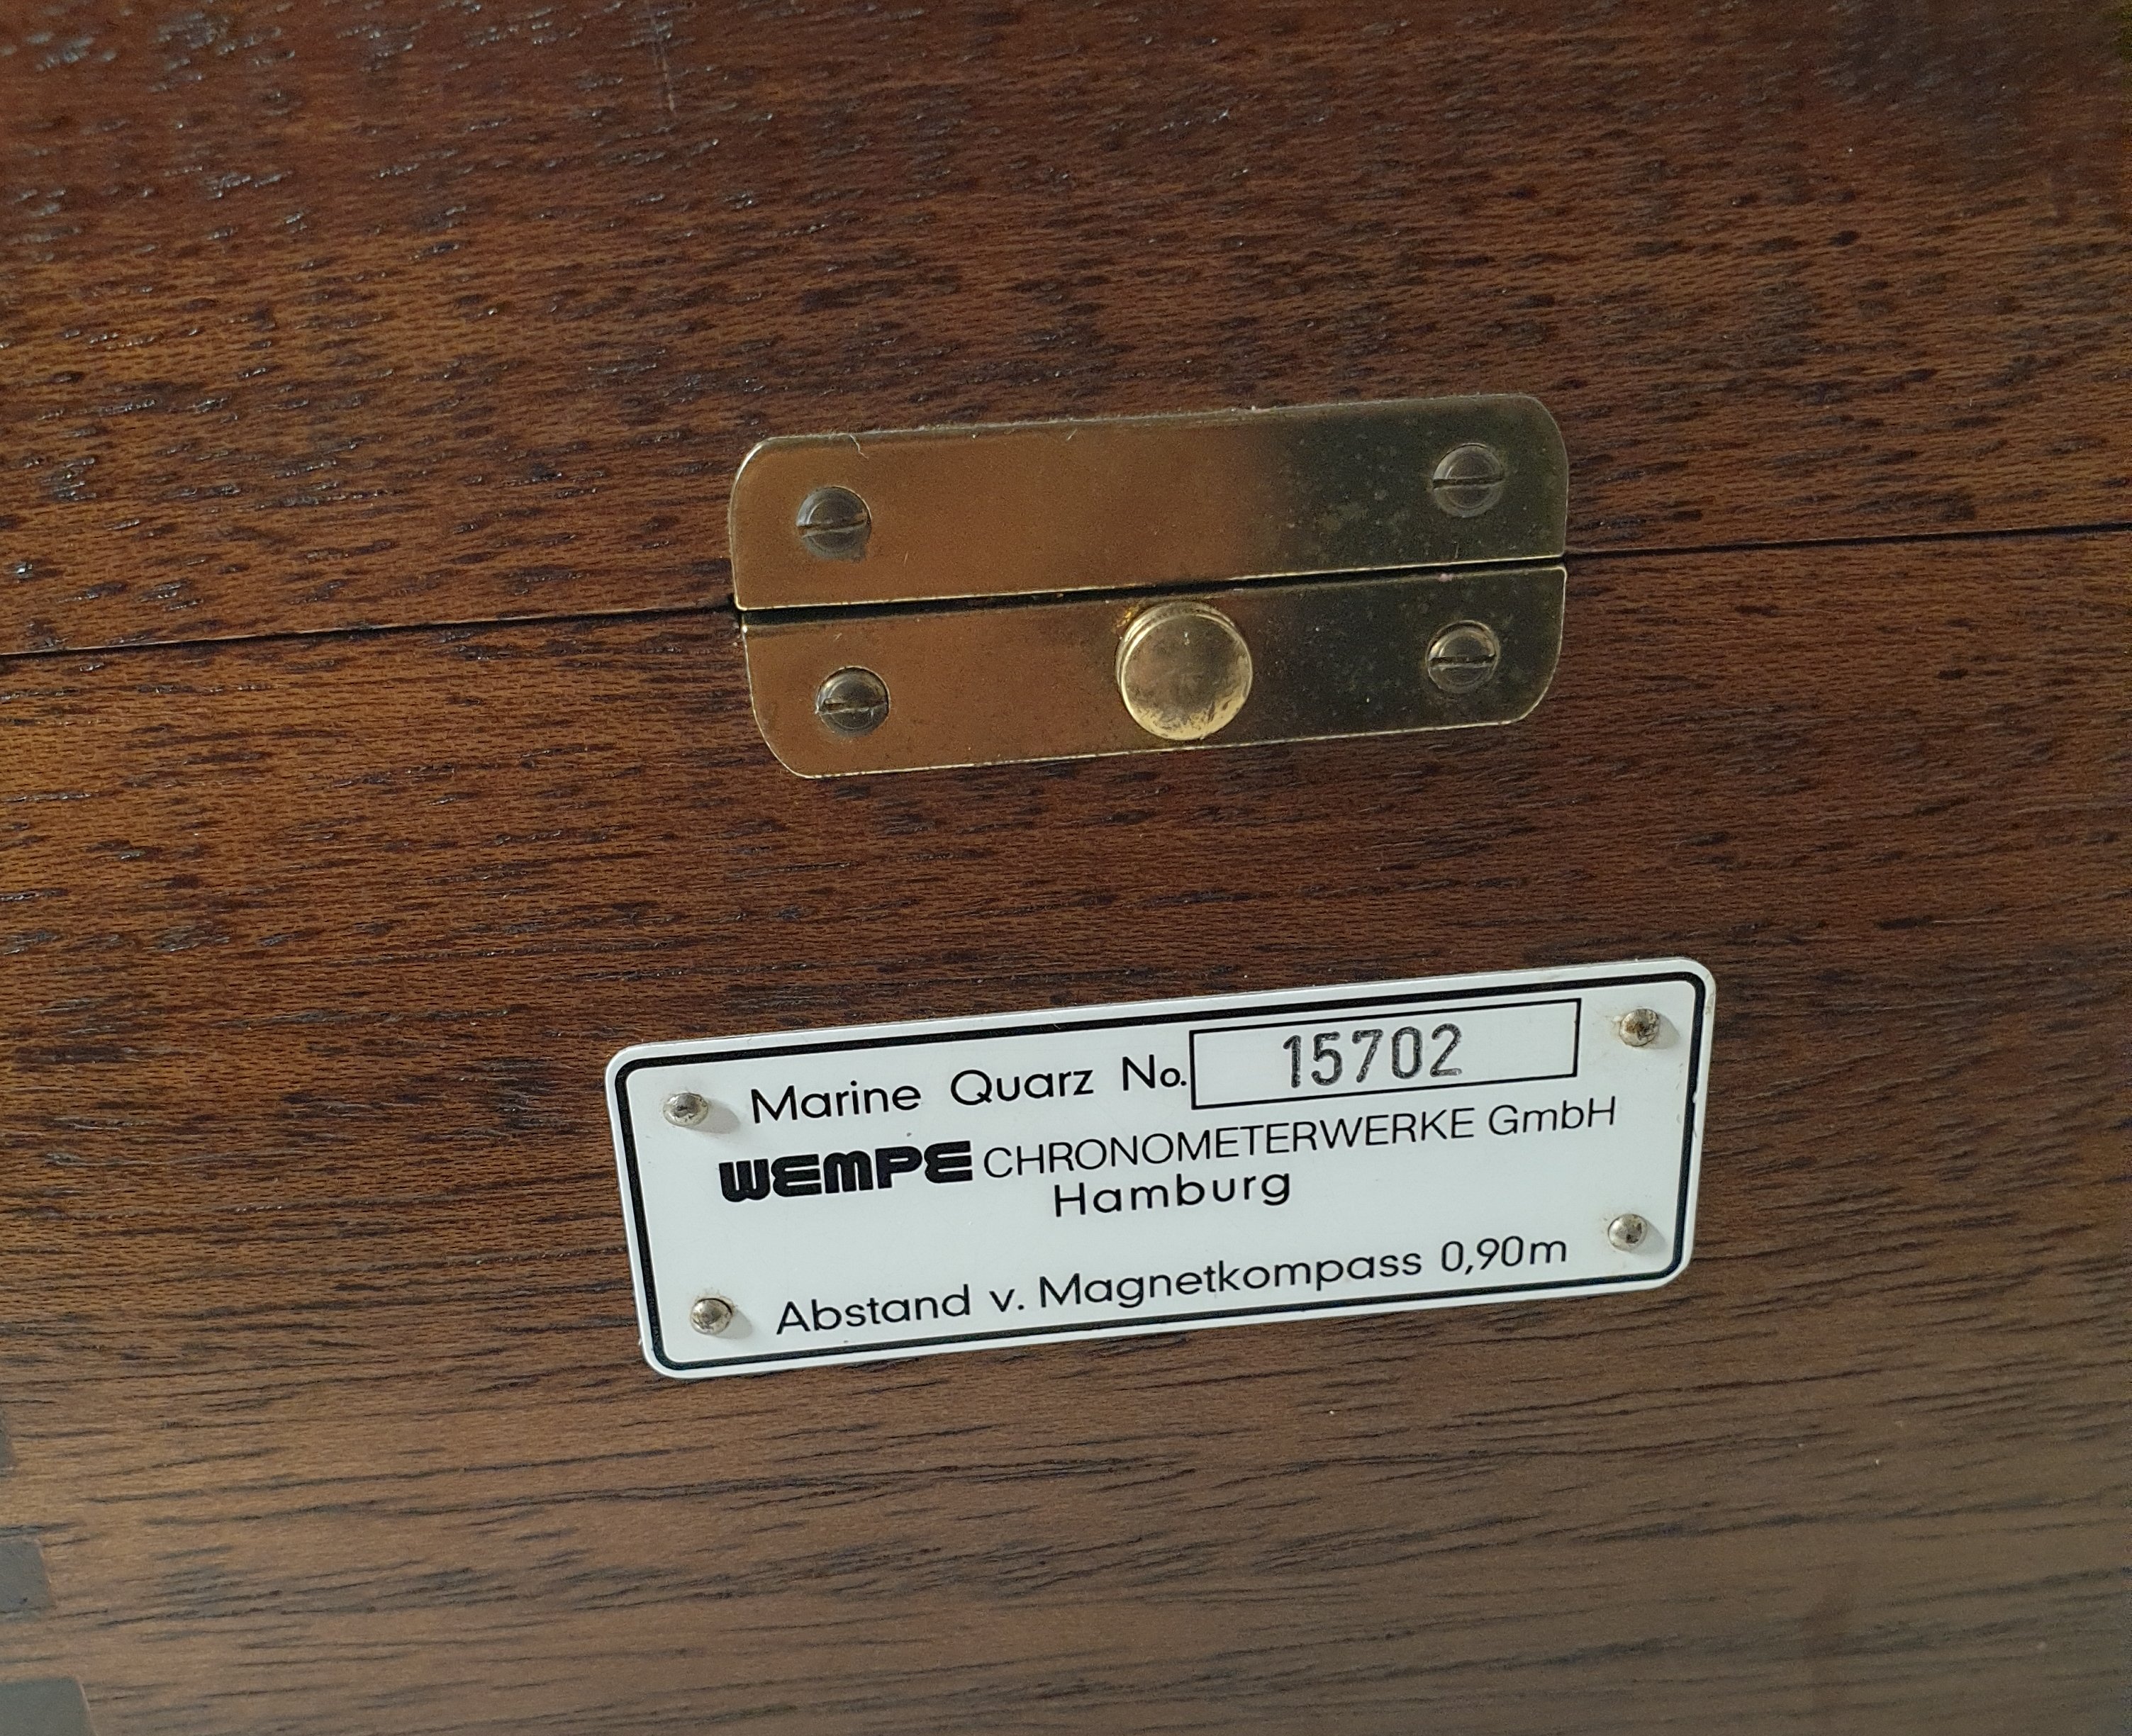 Marine Quarz No. 15702
WEMPE CHRONOMETERWERKE GmbH
Hamburg
Abstand v. Magnetkompass 0,90m